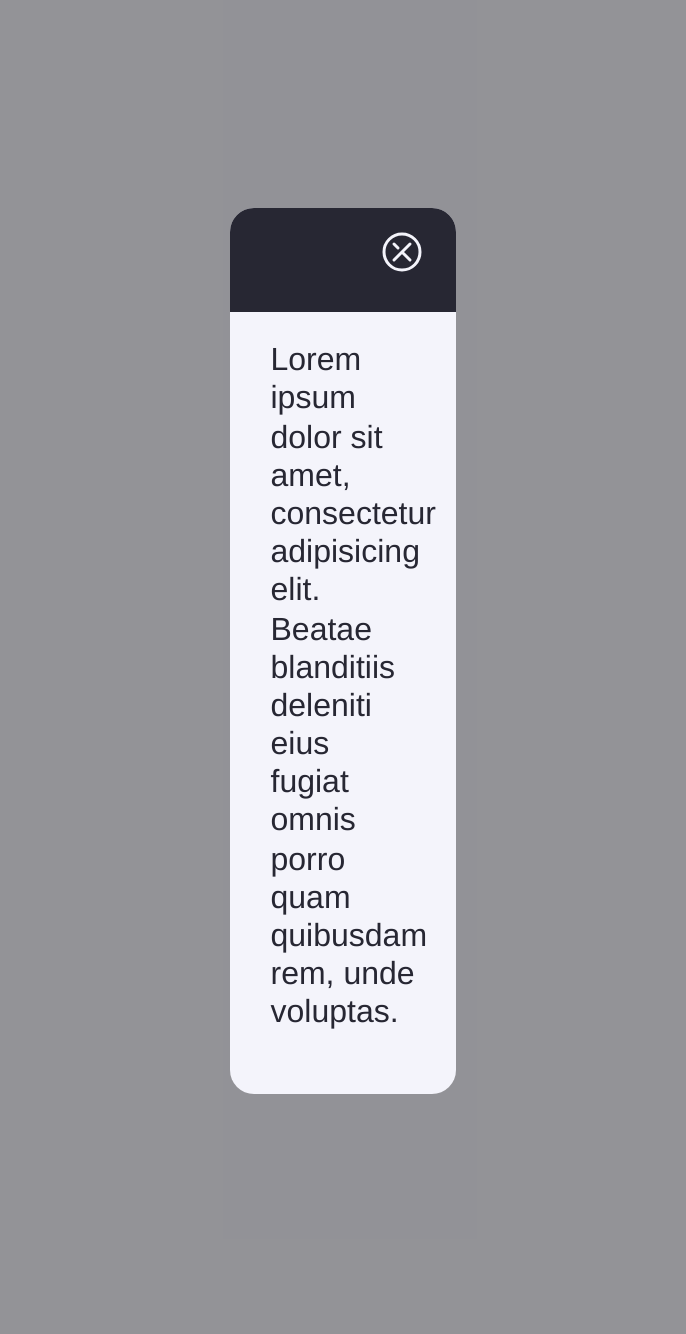 Lorem
ipsum
dolor sit
amet,
consectetur
adipisicing
elit.
Beatae
blanditiis
deleniti
eius
fugiat
omnis
porro
quam
quibusdam
rem, unde
voluptas.